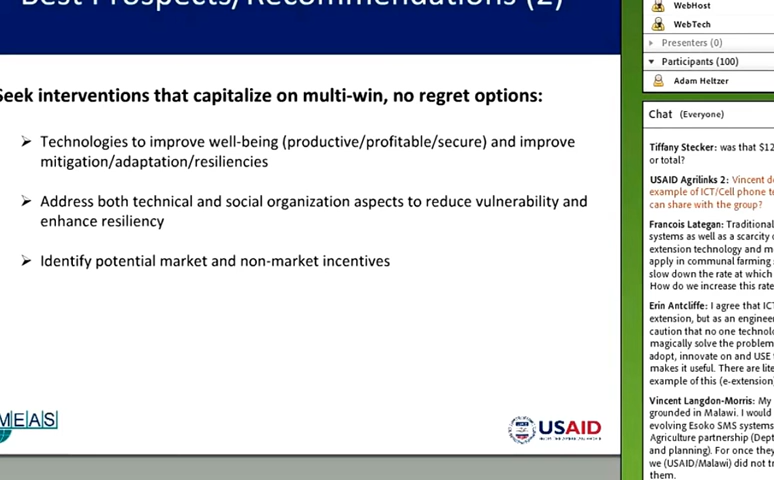 Best Prospects/Recommendations (2)
Seek interventions that capitalize on multi-win, no regret options:
➢ Technologies to improve well-being (productive/profitable/secure) and improve
mitigation/adaptation/resiliencies
➢ Address both technical and social organization aspects to reduce vulnerability and
enhance resiliency
➢ Identify potential market and non-market incentives
MEAS
USAID
WebHost
WebTech
Presenters (0)
Participants (100)
Adam Heltzer
Chat (Everyone)
Tiffany Stecker: was that $12
or total?
USAID Agrilinks 2: Vincent do
example of ICT/Cell phone te
can share with the group?
Francois Lategan: Traditional
systems as well as a scarcity o
extension technology and m
apply in communal farming s
slow down the rate at which
How do we increase this rate
Erin Antcliffe: I agree that ICT
extension, but as an enginee
caution that no one technolo
magically solve the problem
adopt, innovate on and USE t
makes it useful. There are lite
example of this (e-extension)
Vincent Langdon-Morris: My
grounded in Malawi. I would
evolving Esoko SMS systems
Agriculture partnership (Dept
and planning). For once they
we (USAID/Malawi) did not tr
them.